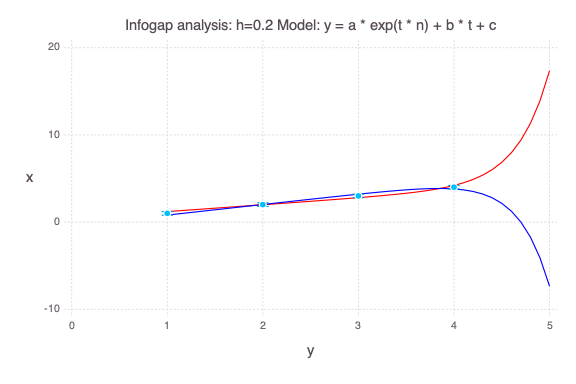 Infogap analysis: h=0.2 Model: y = a * exp(t * n) + b * t + c
20
10
0
-10
x
0 1 2 3 4 5
y